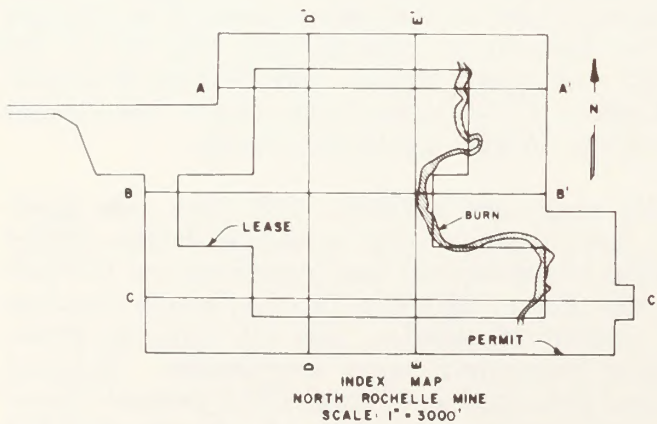 D' E'
A A'
N
B B'
BURN
LEASE
C C
PERMIT
D E
INDEX MAP
NORTH ROCHELLE MINE
SCALE: 1" = 3000'